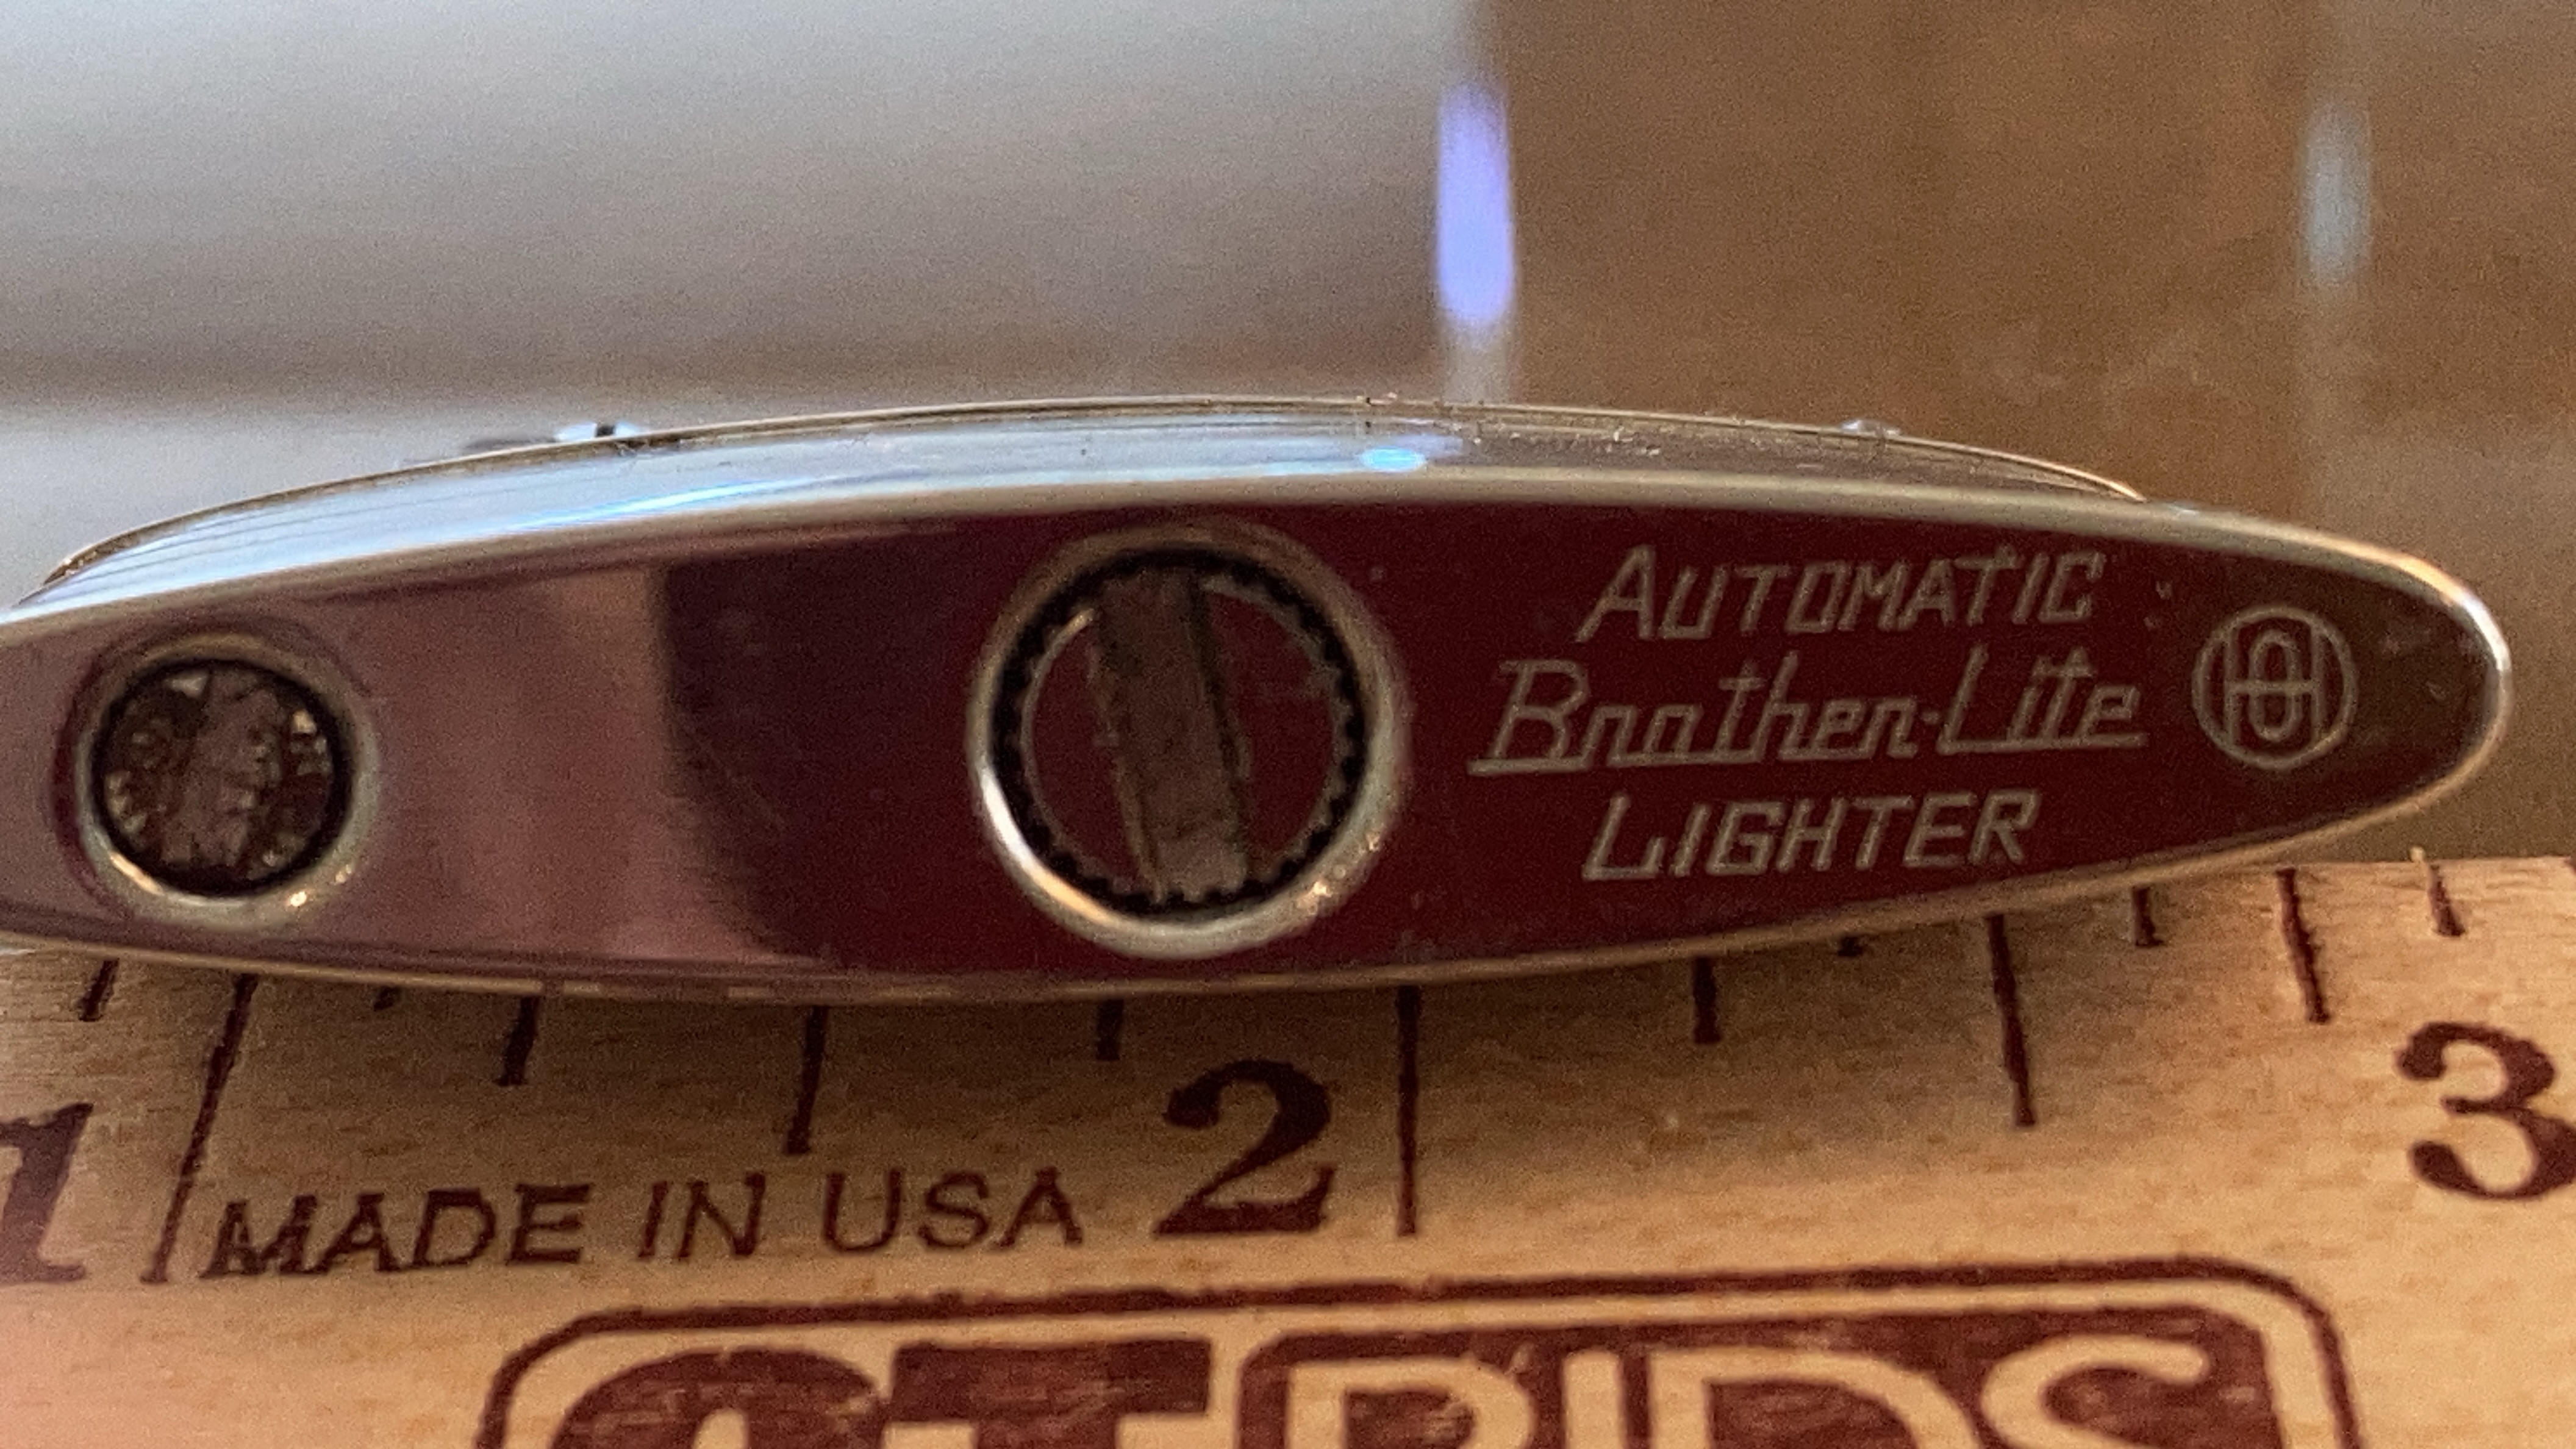 AUTOMATIC
Brother-Lite
LIGHTER
1 2 3
MADE IN USA